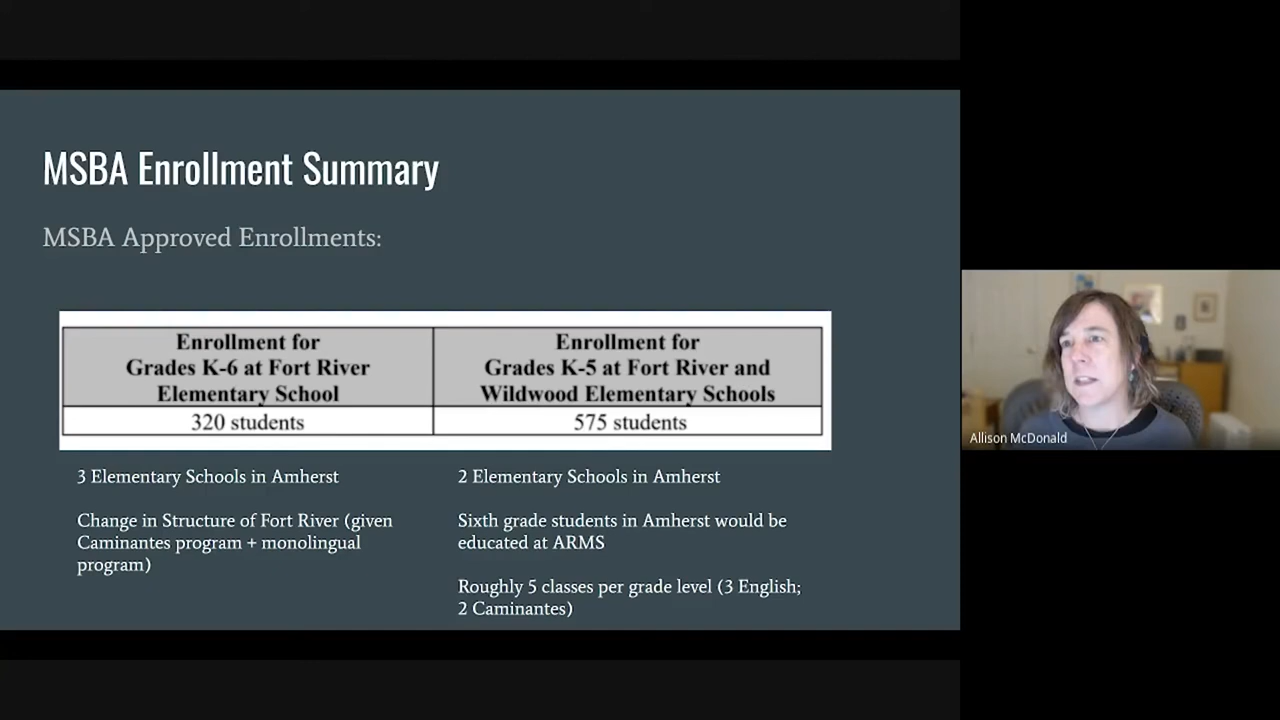 MSBA Enrollment Summary
MSBA Approved Enrollments:
Enrollment for
Grades K-6 at Fort River
Elementary School
Enrollment for
Grades K-5 at Fort River and
Wildwood Elementary Schools
320 students
575 students
3 Elementary Schools in Amherst
Change in Structure of Fort River (given
Caminantes program + monolingual
program)
2 Elementary Schools in Amherst
Sixth grade students in Amherst would be
educated at ARMS
Roughly 5 classes per grade level (3 English;
2 Caminantes)
Allison McDonald